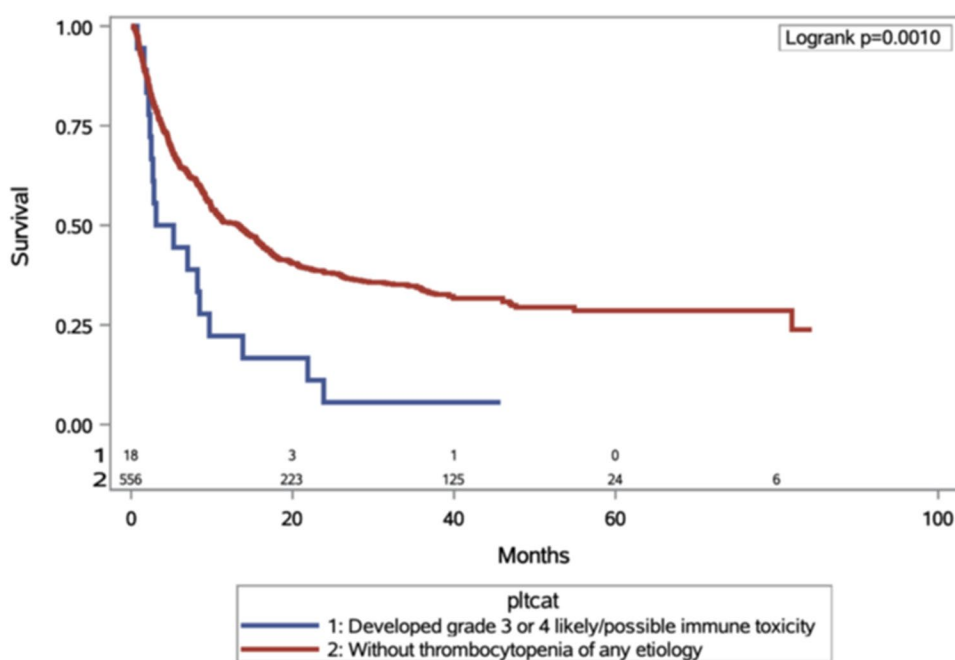 Logrank p=0.0010
1.00
0.75
Survival
0.50
0.25
0.00
1 18 3 1 0
2 556 223 125 24 6
0 20 40 60 100
Months
pltcat
1: Developed grade 3 or 4 likely/possible immune toxicity
2: Without thrombocytopenia of any etiology